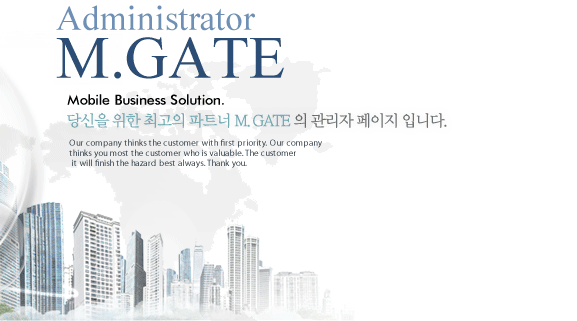 Administrator
M.GATE
Mobile Business Solution.
당신을 위한 최고의 파트너 M. GATE 의 관리자 페이지 입니다.
Our company thinks the customer with first priority. Our company
thinks you most the customer who is valuable. The customer
it will finish the hazard best always. Thank you.